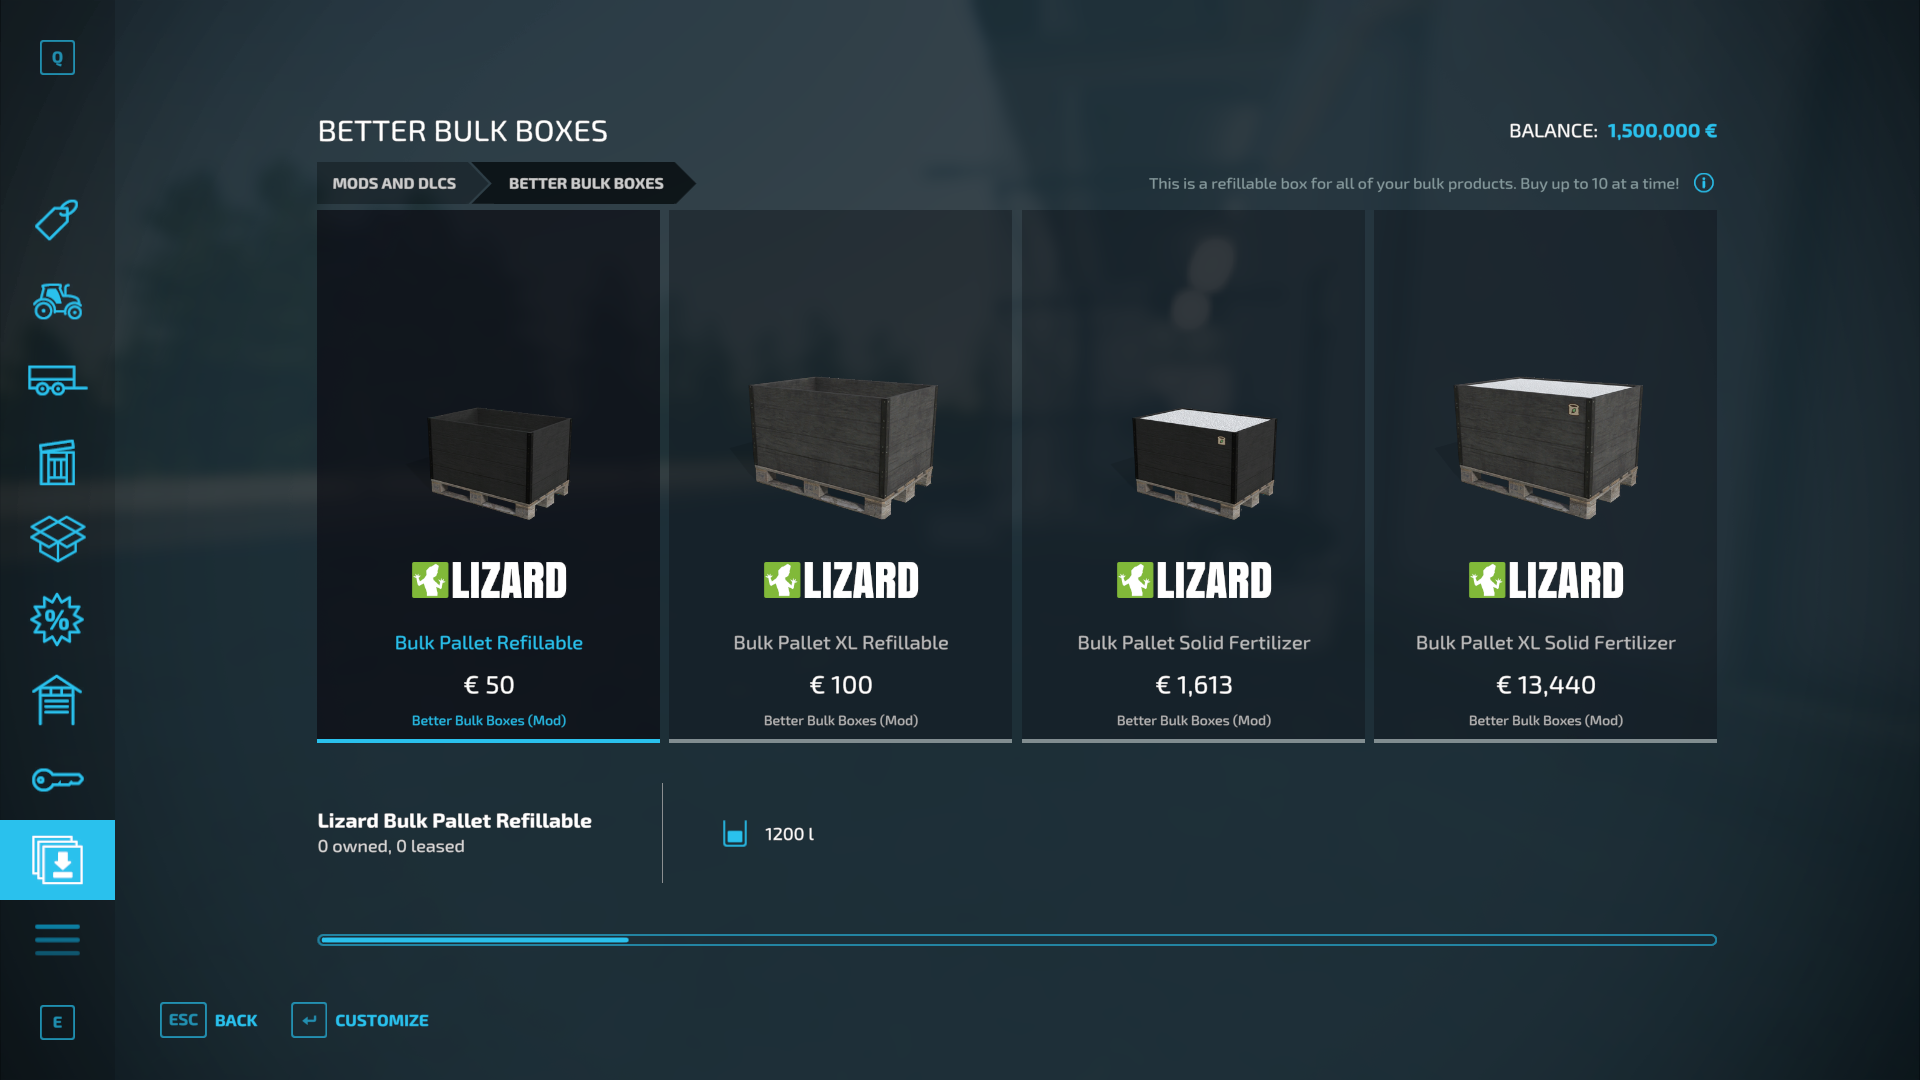 Q
BETTER BULK BOXES
BALANCE: 1,500,000 €
MODS AND DLCS
BETTER BULK BOXES
This is a refillable box for all of your bulk products. Buy up to 10 at a time!
LIZARD
Bulk Pallet Refillable
€ 50
Better Bulk Boxes (Mod)
LIZARD
Bulk Pallet XL Refillable
€ 100
Better Bulk Boxes (Mod)
LIZARD
Bulk Pallet Solid Fertilizer
€ 1,613
Better Bulk Boxes (Mod)
LIZARD
Bulk Pallet XL Solid Fertilizer
€ 13,440
Better Bulk Boxes (Mod)
Lizard Bulk Pallet Refillable
0 owned, 0 leased
1200 l
E
ESC BACK
CUSTOMIZE